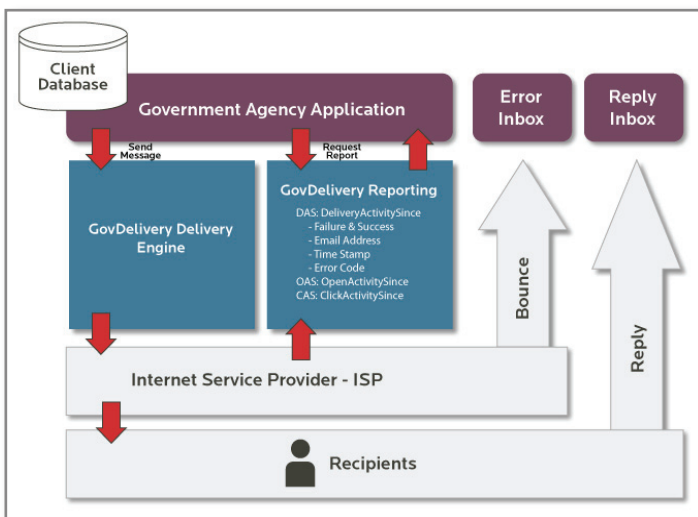 Client
Database
Government Agency Application
Error
Inbox
Reply
Inbox
Send
Message
Request
Report
GovDelivery Delivery
Engine
GovDelivery Reporting
DAS: DeliveryActivitySince
- Failure & Success
- Email Address
- Time Stamp
- Error Code
OAS: OpenActivitySince
CAS: ClickActivitySince
Bounce
Reply
Internet Service Provider - ISP
Recipients